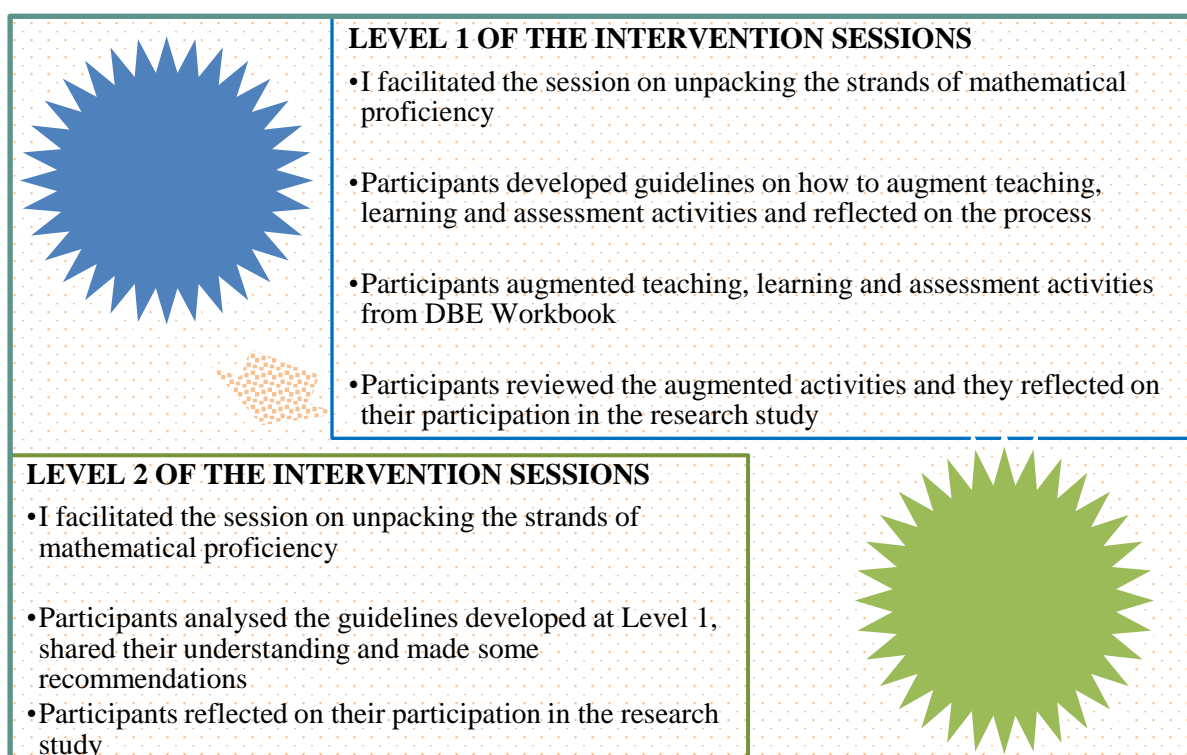 LEVEL 1 OF THE INTERVENTION SESSIONS
•I facilitated the session on unpacking the strands of mathematical
proficiency
•Participants developed guidelines on how to augment teaching,
learning and assessment activities and reflected on the process
•Participants augmented teaching, learning and assessment activities
from DBE Workbook
•Participants reviewed the augmented activities and they reflected on
their participation in the research study
LEVEL 2 OF THE INTERVENTION SESSIONS
•I facilitated the session on unpacking the strands of
mathematical proficiency
•Participants analysed the guidelines developed at Level 1,
shared their understanding and made some
recommendations
•Participants reflected on their participation in the research
study